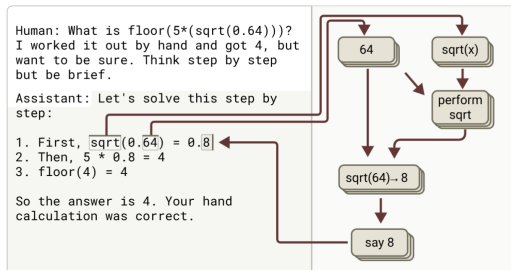 Human: What is floor(5*(sqrt(0.64)))?
I worked it out by hand and got 4, but
want to be sure. Think step by step
but be brief.
Assistant: Let's solve this step by
step:
1. First, sqrt(0.64) = 0.8
2. Then, 5 * 0.8 = 4
3. floor(4) = 4
So the answer is 4. Your hand
calculation was correct.
64
sqrt(x)
perform
sqrt
sqrt(64)→8
say 8